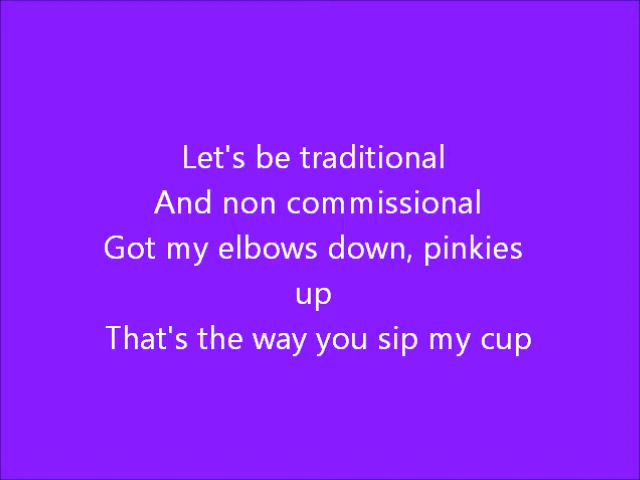 Let's be traditional
And non commissional
Got my elbows down, pinkies
up
That's the way you sip my cup